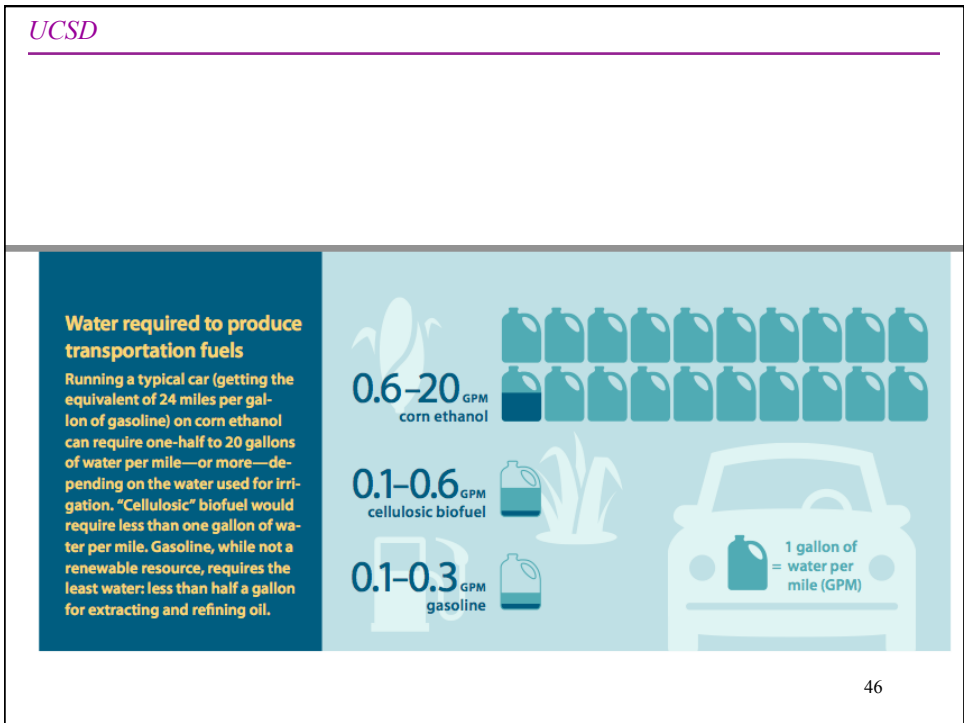 UCSD
Water required to produce
transportation fuels
Running a typical car (getting the
equivalent of 24 miles per gal-
lon of gasoline) on corn ethanol
can require one-half to 20 gallons
of water per mile—or more—de-
pending on the water used for irri-
gation. “Cellulosic” biofuel would
require less than one gallon of wa-
ter per mile. Gasoline, while not a
renewable resource, requires the
least water: less than half a gallon
for extracting and refining oil.
0.6–20 GPM
corn ethanol
0.1–0.6 GPM
cellulosic biofuel
0.1–0.3 GPM
gasoline
1 gallon of
= water per
mile (GPM)
46